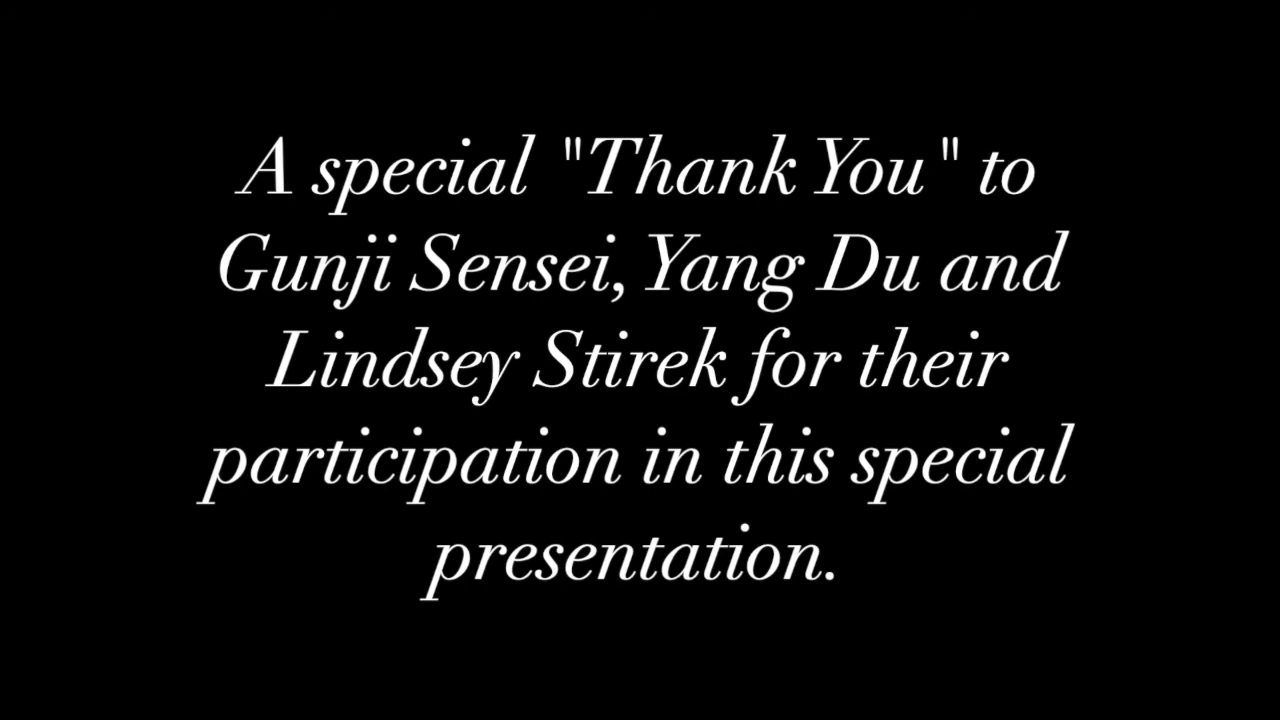 A special "Thank You" to
Gunji Sensei, Yang Du and
Lindsey Stirek for their
participation in this special
presentation.